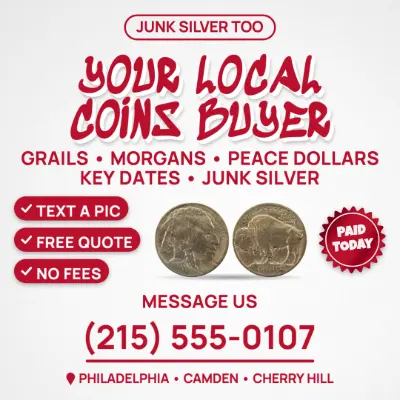 JUNK SILVER TOO
YOUR LOCAL
COINS BUYER
GRAILS • MORGANS • PEACE DOLLARS
KEY DATES • JUNK SILVER
TEXT A PIC
FREE QUOTE
NO FEES
PAID
TODAY
MESSAGE US
(215) 555-0107
PHILADELPHIA • CAMDEN • CHERRY HILL